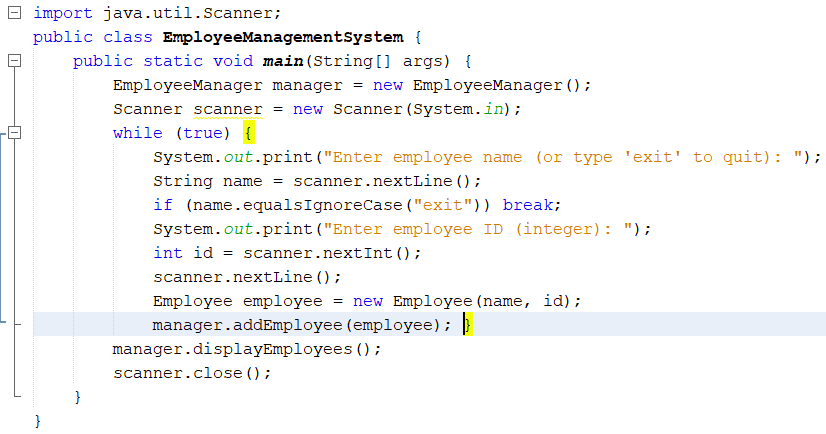 import java.util.Scanner;
public class EmployeeManagementSystem {
    public static void main(String[] args) {
        EmployeeManager manager = new EmployeeManager();
        Scanner scanner = new Scanner(System.in);
        while (true) {
            System.out.print("Enter employee name (or type 'exit' to quit): ");
            String name = scanner.nextLine();
            if (name.equalsIgnoreCase("exit")) break;
            System.out.print("Enter employee ID (integer): ");
            int id = scanner.nextInt();
            scanner.nextLine();
            Employee employee = new Employee(name, id);
            manager.addEmployee(employee); }
        manager.displayEmployees();
        scanner.close();
    }
}